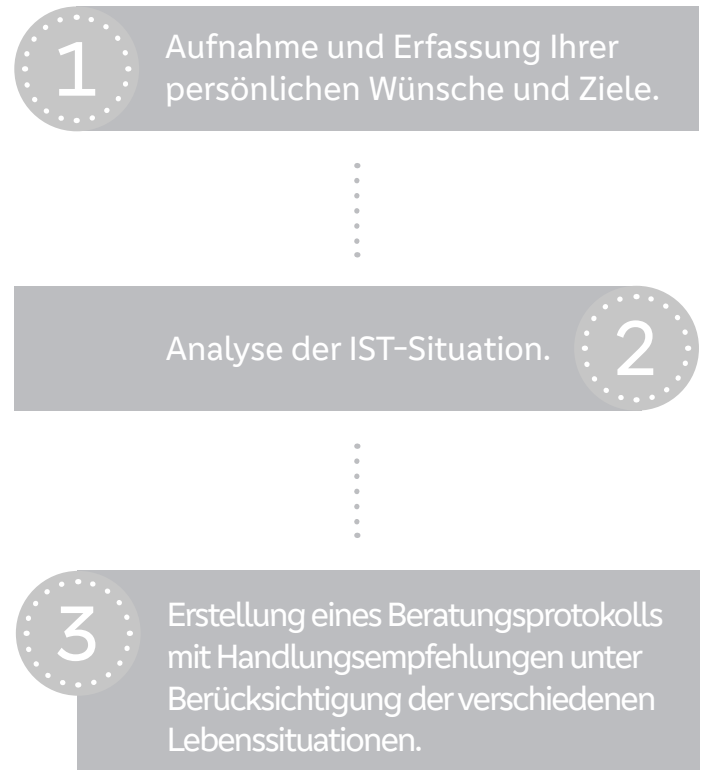 1
Aufnahme und Erfassung Ihrer
persönlichen Wünsche und Ziele.
Analyse der IST-Situation.
2
3
Erstellung eines Beratungsprotokolls
mit Handlungsempfehlungen unter
Berücksichtigung der verschiedenen
Lebenssituationen.